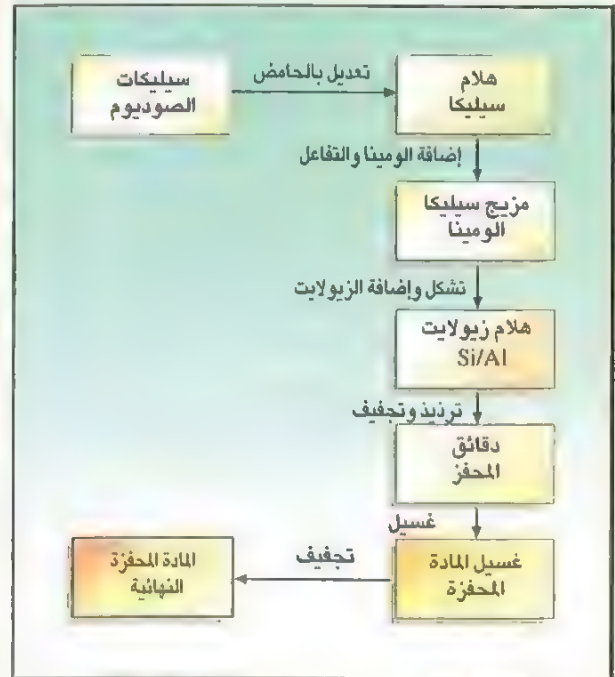 سيليكات
الصوديوم
تعديل بالحامض
هلام
سيليكا
إضافة الومينا والتفاعل
مزيج سيليكا
الومينا
تشكل وإضافة الزيولايت
هلام زيولايت
Si/Al
ترذيذ وتجفيف
دقائق
المحفز
غسيل
غسيل المادة
المحفزة
تجفيف
المادة المحفزة
النهائية